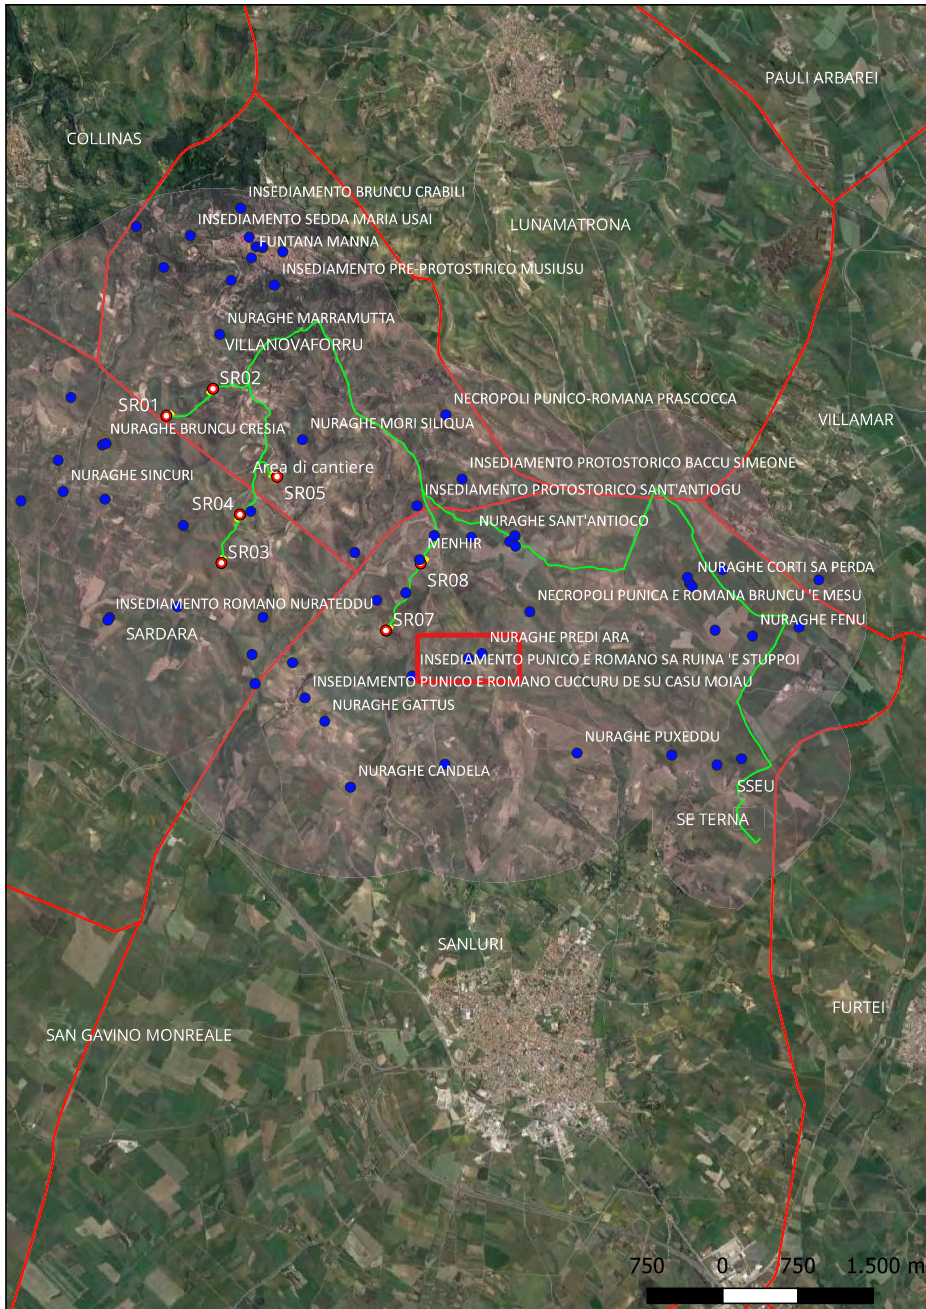 PAULI ARBAREI
COLLINAS
INSEDIAMENTO BRUNCU CRABILI
INSEDIAMENTO SEDDA MARIA USAI
LUNAMATRONA
FUNTANA MANNA
INSEDIAMENTO PRE-PROTOSTIRICO MUSIUSU
NURAGHE MARRAMUTTA
VILLANOVAFORRU
SR02
SR01
NECROPOLI PUNICO-ROMANA PRASCOCCA
VILLAMAR
NURAGHE MORI SILIQUA
NURAGHE BRUNCU CRESIA
INSEDIAMENTO PROTOSTORICO BACCU SIMEONE
Area di cantiere
NURAGHE SINCURI
INSEDIAMENTO PROTOSTORICO SANT'ANTIOGU
SR05
SR04
NURAGHE SANT'ANTIOCO
MENHIR
SR03
NURAGHE CORTI SA PERDA
SR08
NECROPOLI PUNICA E ROMANA BRUNCU 'E MESU
INSEDIAMENTO ROMANO NURATEDDU
NURAGHE FENU
SR07
SARDARA
NURAGHE PREDI ARA
INSEDIAMENTO PUNICO E ROMANO SA RUINA 'E STUPPOI
INSEDIAMENTO PUNICO E ROMANO CUCCURU DE SU CASU MOIAU
NURAGHE GATTUS
NURAGHE PUXEDDU
NURAGHE CANDELA
SSEU
SE TERNA
SANLURI
FURTEI
SAN GAVINO MONREALE
750 0 750 1.500 m